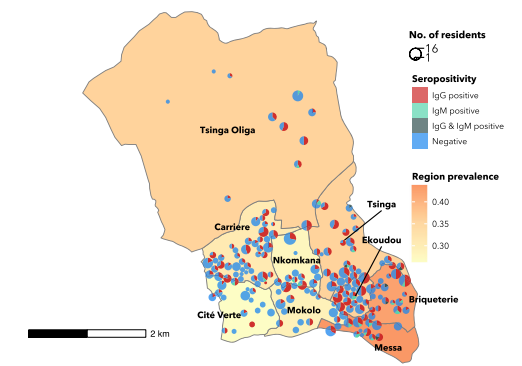 No. of residents
16
1
Seropositivity
IgG positive
IgM positive
IgG & IgM positive
Negative
Region prevalence
0.40
0.35
0.30
Tsinga Oliga
Tsinga
Carriere
Ekoudou
Nkomkana
Briqueterie
Cité Verte
Mokolo
2 km
Messa